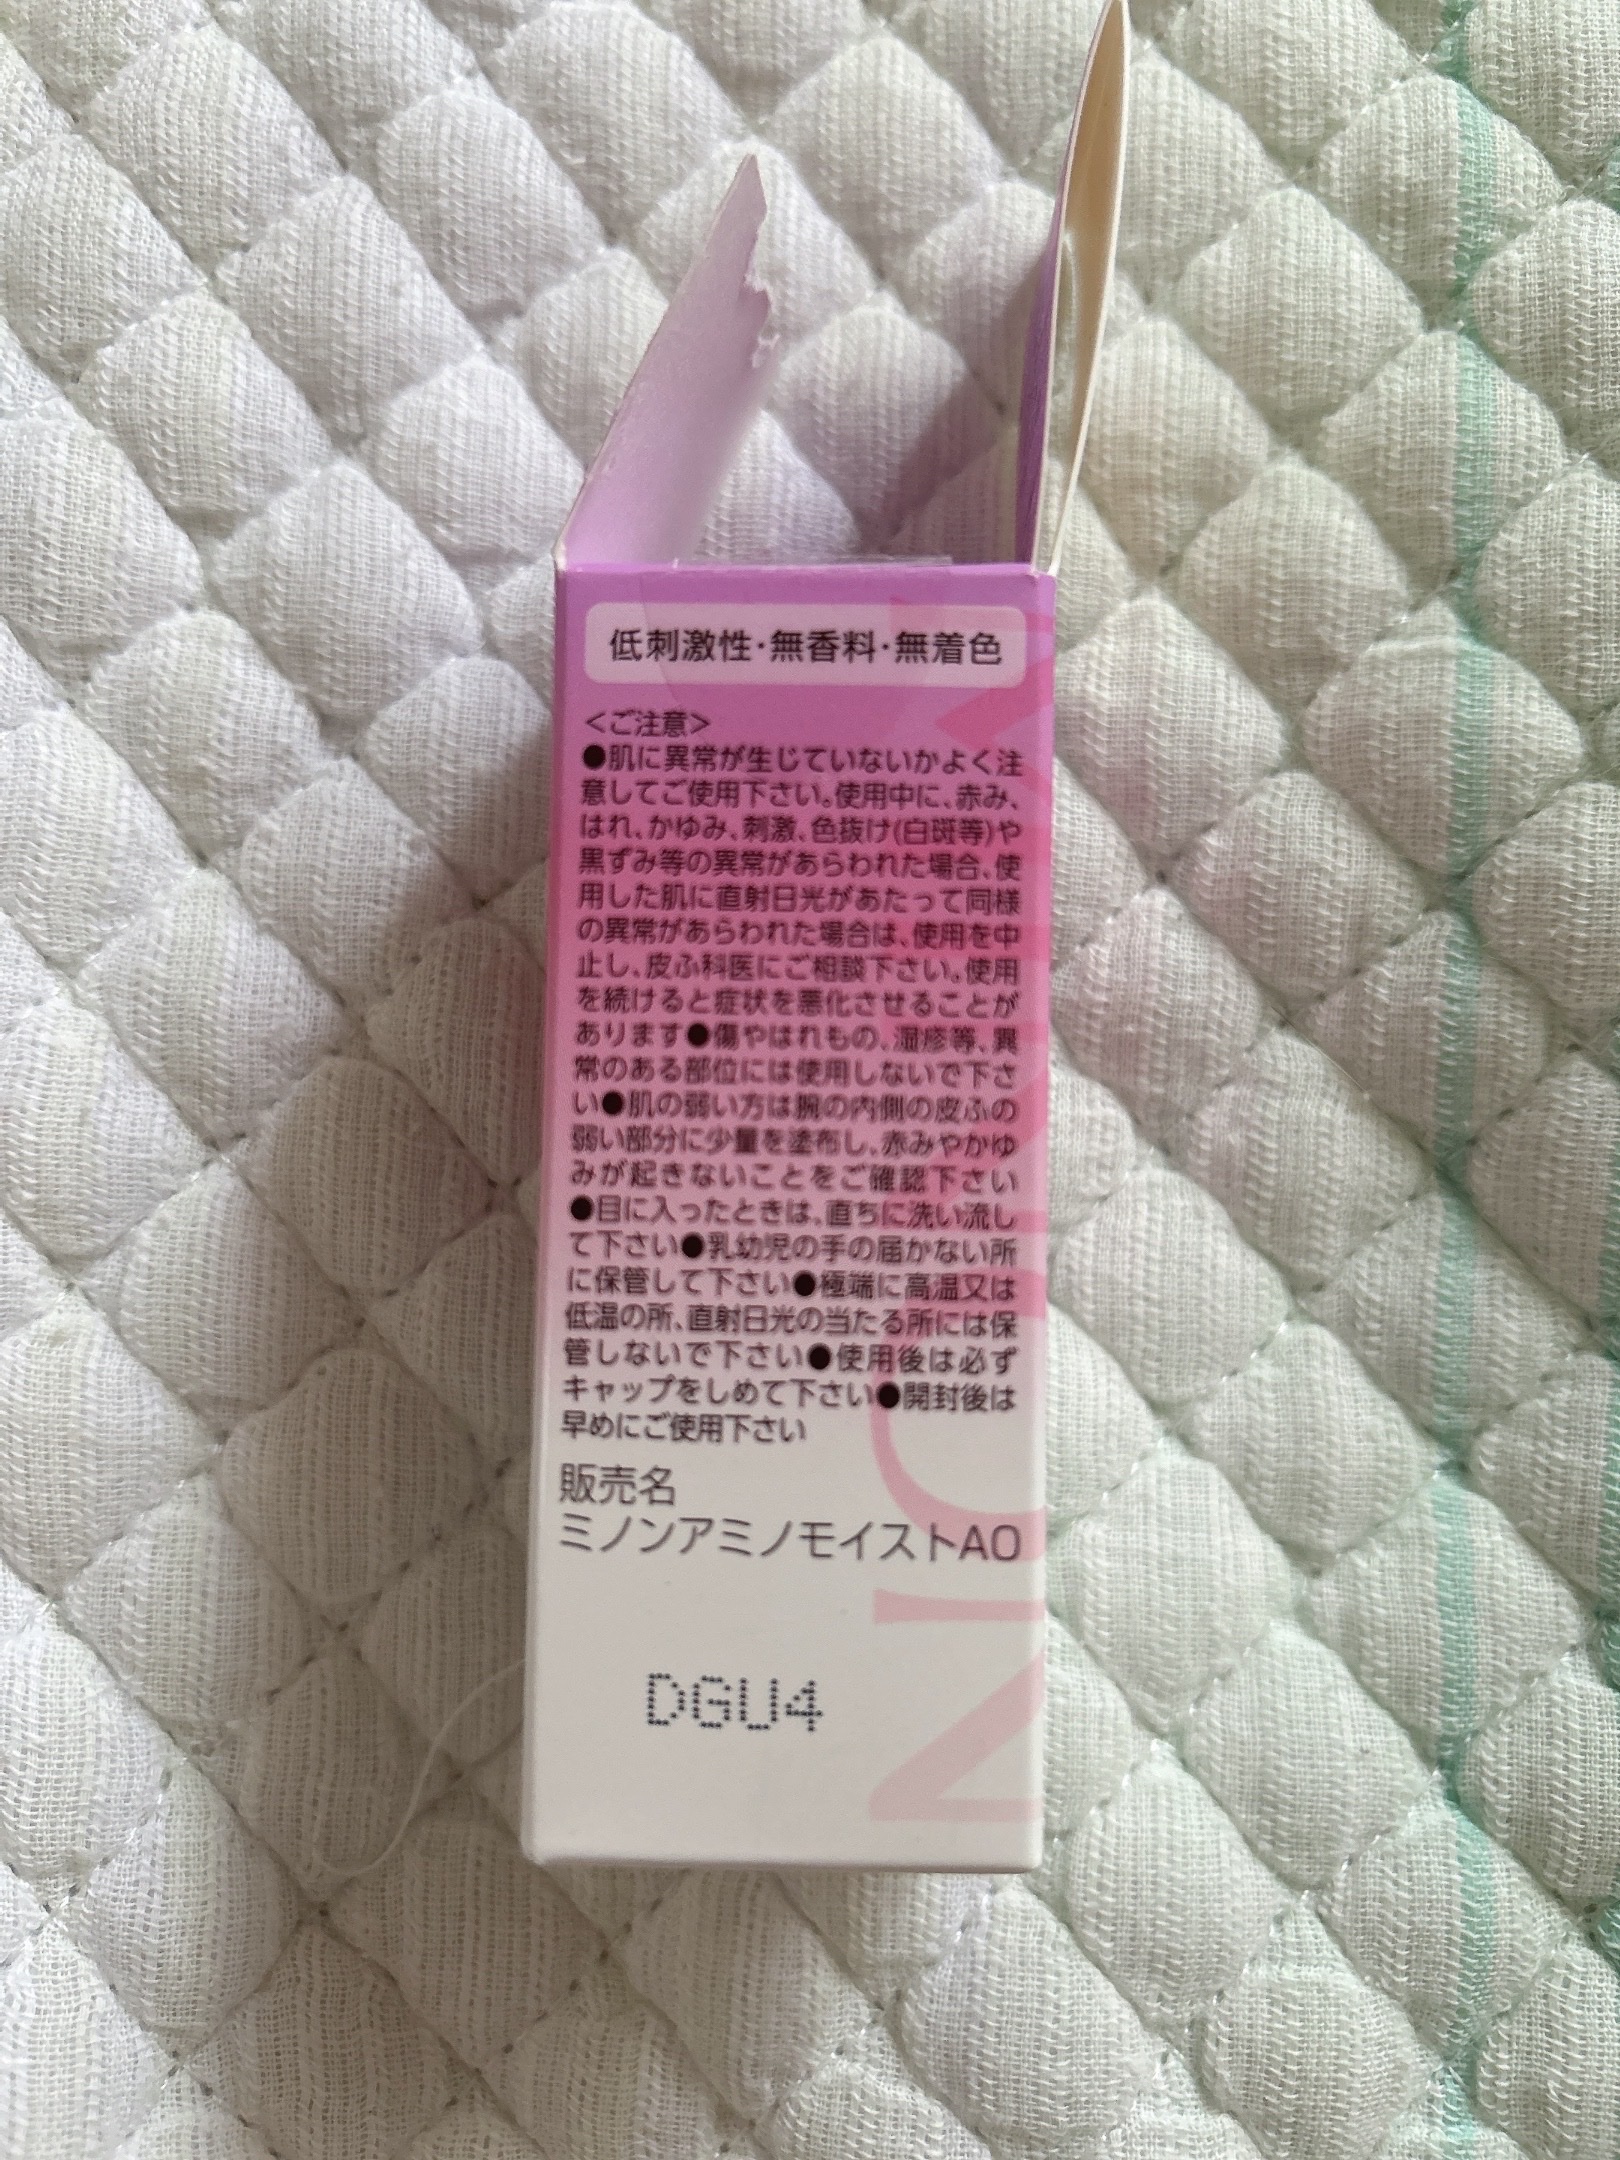 低刺激性・無香料・無着色
<ご注意>
●肌に異常が生じていないかよく注
意してご使用下さい。使用中に、赤み、
はれ、かゆみ、刺激、色抜け(白斑等)や
黒ずみ等の異常があらわれた場合、使
用した肌に直射日光があたって同様
の異常があらわれた場合は、使用を中
止し、皮ふ科医にご相談下さい。使用
を続けると症状を悪化させることが
あります●傷やはれもの、湿疹等、異
常のある部位には使用しないで下さ
い●肌の弱い方は腕の内側の皮ふの
弱い部分に少量を塗布し、赤みやかゆ
みが起きないことをご確認下さい
●目に入ったときは、直ちに洗い流し
て下さい●乳幼児の手の届かない所
に保管して下さい●極端に高温又は
低温の所、直射日光の当たる所には保
管しないで下さい●使用後は必ず
キャップをしめて下さい●開封後は
早めにご使用下さい
販売名
ミノンアミノモイストAO
DGU4